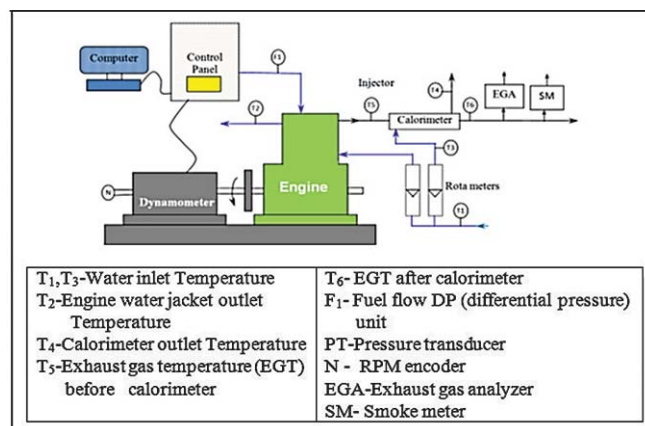 Computer
Control
Panel
F1
Injector
T4
T2
T5
T6
EGA
SM
Calorimeter
T3
Engine
Rota meters
N
Dynamometer
T1
T1,T3-Water inlet Temperature
T2-Engine water jacket outlet
Temperature
T4-Calorimeter outlet Temperature
T5-Exhaust gas temperature (EGT)
before calorimeter
T6- EGT after calorimeter
F1- Fuel flow DP (differential pressure)
unit
PT-Pressure transducer
N - RPM encoder
EGA-Exhaust gas analyzer
SM- Smoke meter